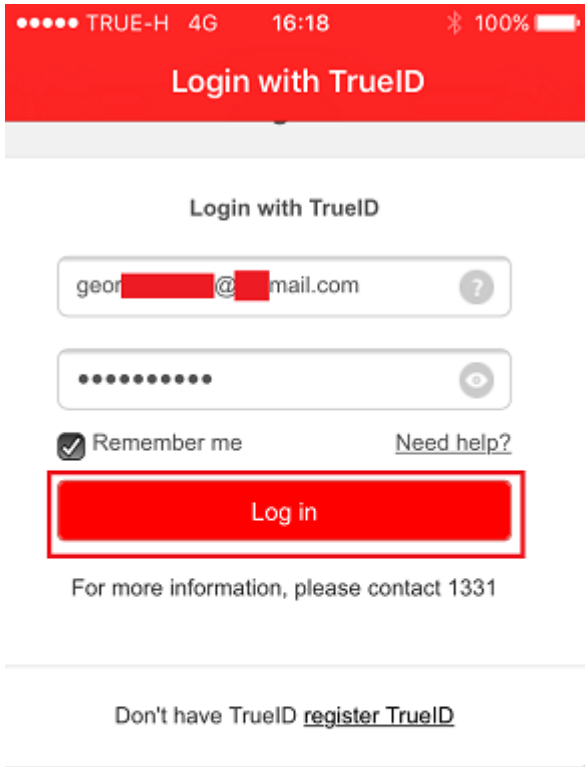 TRUE-H 4G 16:18 100%
Login with TrueID
Login with TrueID
geor @ mail.com
Remember me Need help?
Log in
For more information, please contact 1331
Don't have TrueID register TrueID